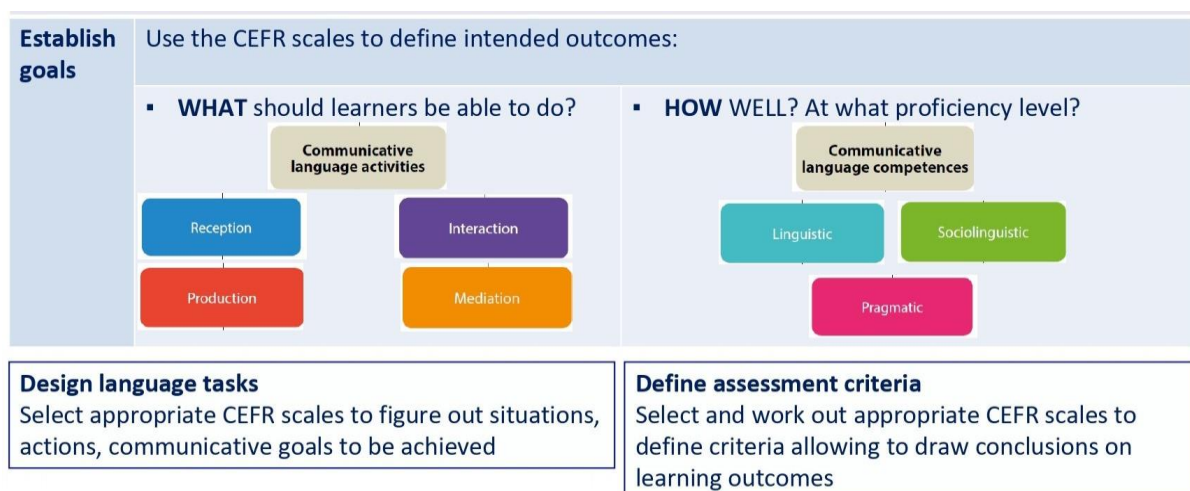 Establish
goals
Use the CEFR scales to define intended outcomes:
▪ WHAT should learners be able to do?
Communicative
language activities
Reception
Interaction
Production
Mediation
▪ HOW WELL? At what proficiency level?
Communicative
language competences
Linguistic
Sociolinguistic
Pragmatic
Design language tasks
Select appropriate CEFR scales to figure out situations,
actions, communicative goals to be achieved
Define assessment criteria
Select and work out appropriate CEFR scales to
define criteria allowing to draw conclusions on
learning outcomes